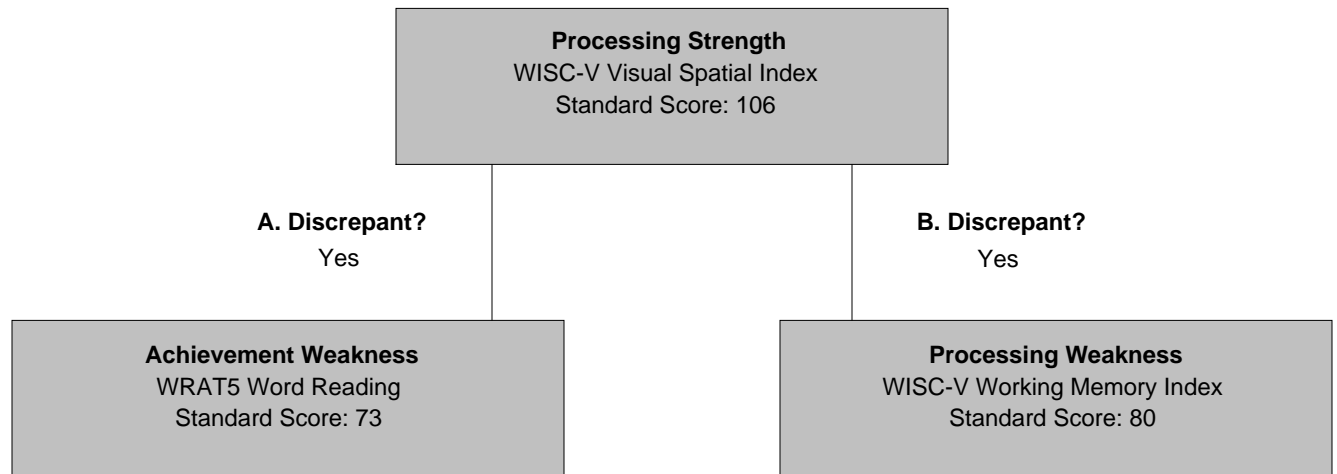 Processing Strength
WISC-V Visual Spatial Index
Standard Score: 106
A. Discrepant?
Yes
B. Discrepant?
Yes
Achievement Weakness
WRAT5 Word Reading
Standard Score: 73
Processing Weakness
WISC-V Working Memory Index
Standard Score: 80